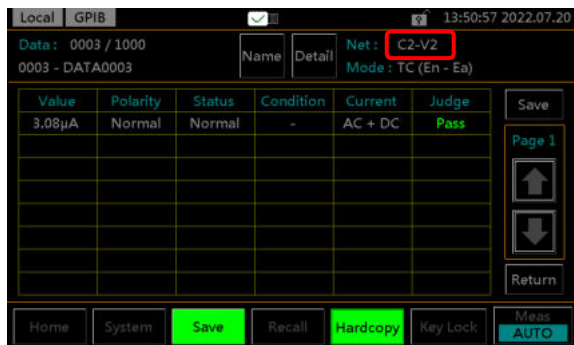 Local GPIB 13:50:57 2022.07.20
Data : 0003 / 1000
0003 - DATA0003
Name Detail
Net : C2-V2
Mode : TC (En - Ea)
Value Polarity Status Condition Current Judge
3.08µA Normal Normal - AC + DC Pass
Save
Page 1
Return
Home System Save Recall Hardcopy Key Lock Meas
AUTO